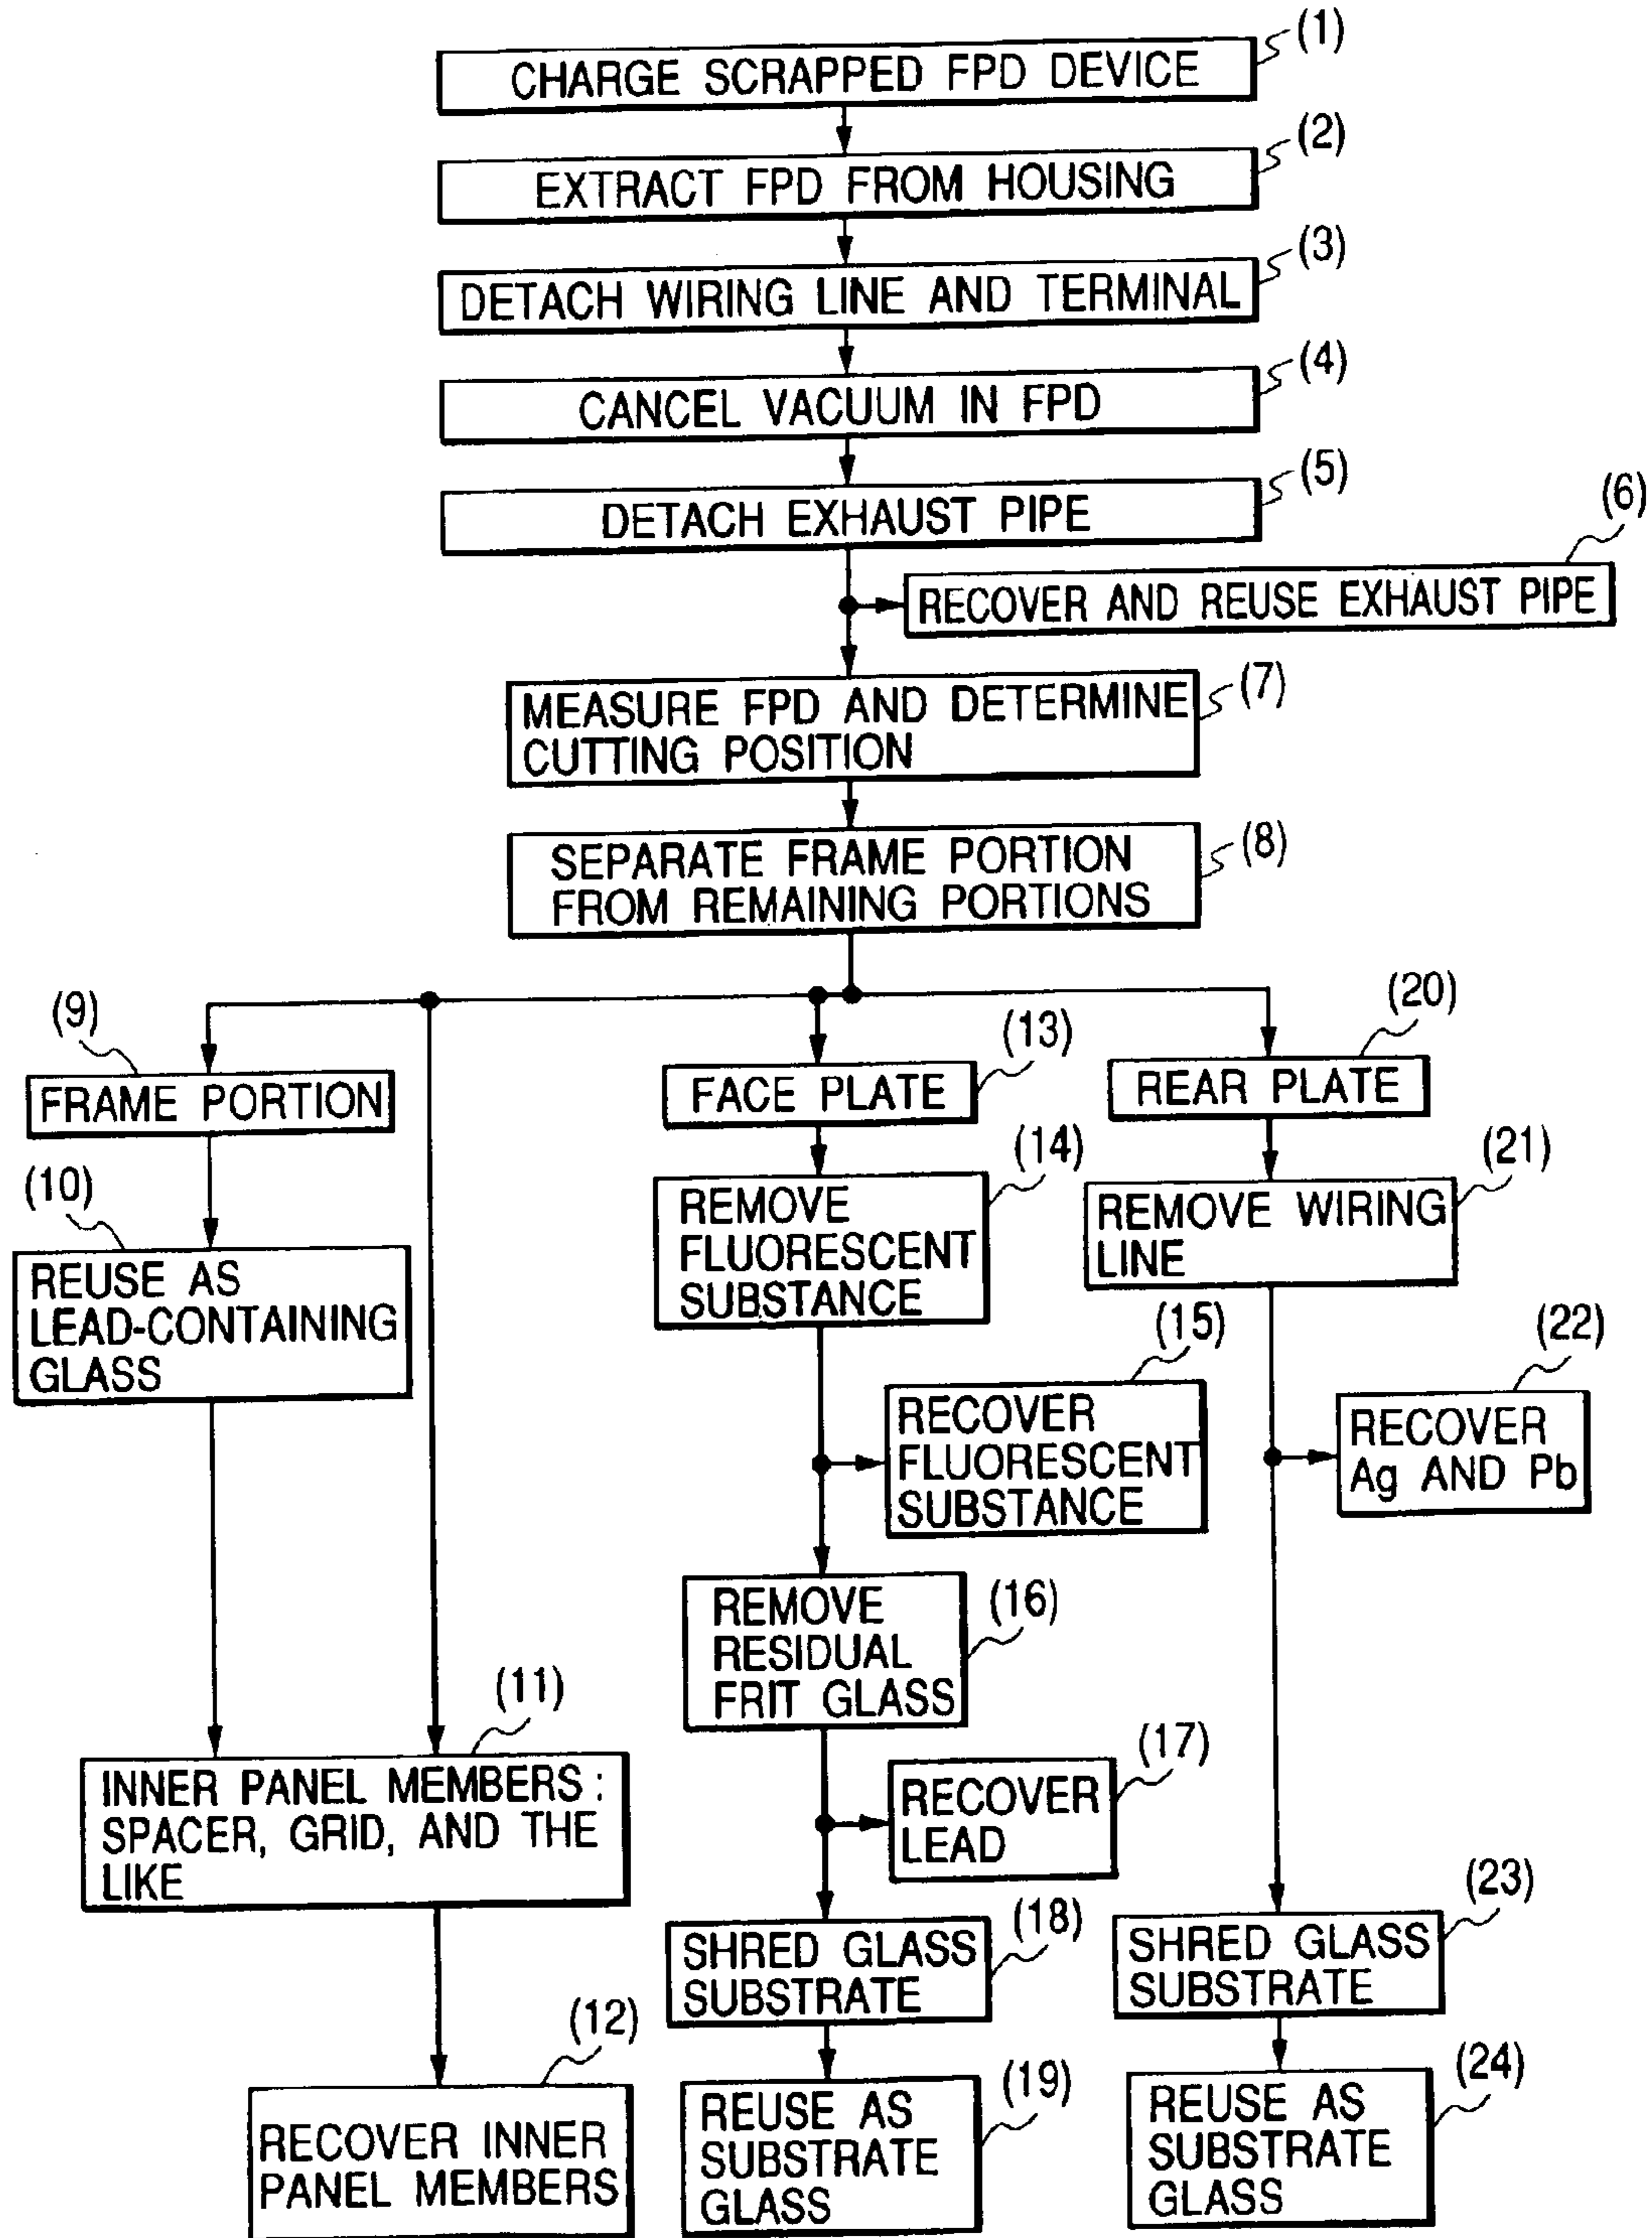 (1)
CHARGE SCRAPPED FPD DEVICE
(2)
EXTRACT FPD FROM HOUSING
(3)
DETACH WIRING LINE AND TERMINAL
(4)
CANCEL VACUUM IN FPD
(5)
DETACH EXHAUST PIPE
(6)
RECOVER AND REUSE EXHAUST PIPE
(7)
MEASURE FPD AND DETERMINE
CUTTING POSITION
(8)
SEPARATE FRAME PORTION
FROM REMAINING PORTIONS
(9)
FRAME PORTION
(10)
REUSE AS
LEAD-CONTAINING
GLASS
(11)
INNER PANEL MEMBERS :
SPACER, GRID, AND THE
LIKE
(12)
RECOVER INNER
PANEL MEMBERS
(13)
FACE PLATE
(14)
REMOVE
FLUORESCENT
SUBSTANCE
(15)
RECOVER
FLUORESCENT
SUBSTANCE
(16)
REMOVE
RESIDUAL
FRIT GLASS
(17)
RECOVER
LEAD
(18)
SHRED GLASS
SUBSTRATE
(19)
REUSE AS
SUBSTRATE
GLASS
(20)
REAR PLATE
(21)
REMOVE WIRING
LINE
(22)
RECOVER
Ag AND Pb
(23)
SHRED GLASS
SUBSTRATE
(24)
REUSE AS
SUBSTRATE
GLASS